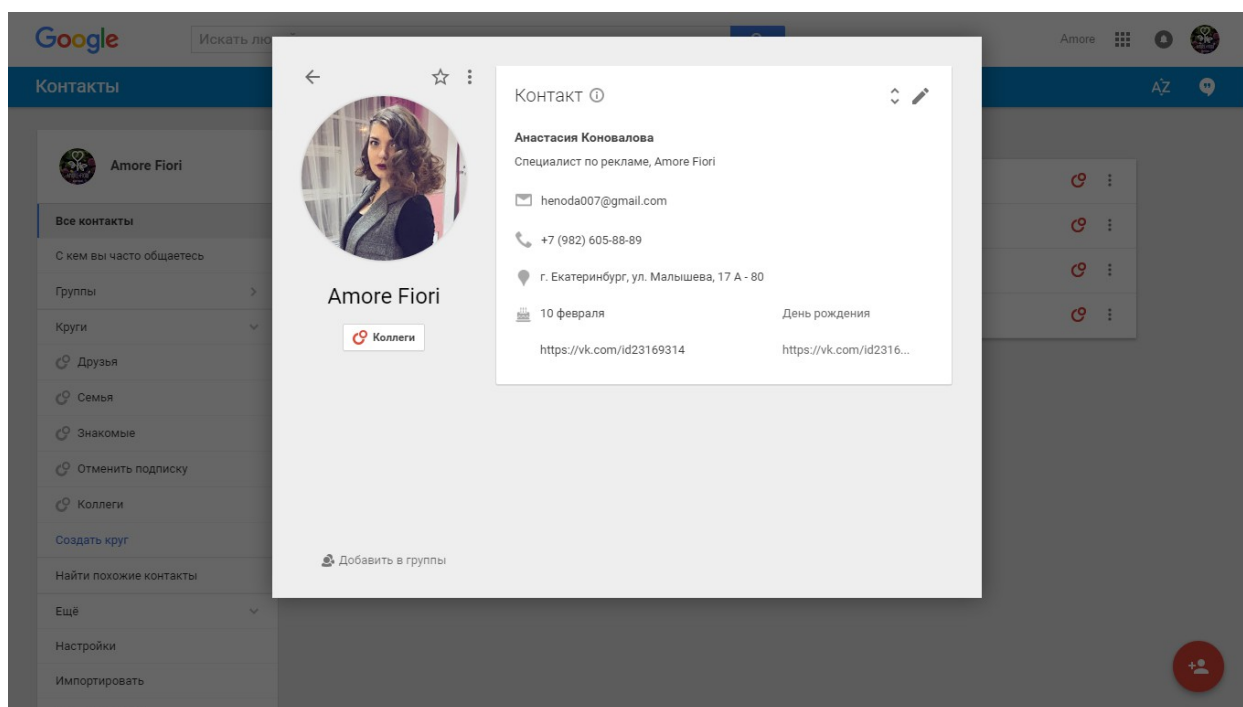 Google
Искать лю
Amore
Контакты
Amore Fiori
Все контакты
С кем вы часто общаетесь
Группы
Круги
Друзья
Семья
Знакомые
Отменить подписку
Коллеги
Создать круг
Найти похожие контакты
Ещё
Настройки
Импортировать
Amore Fiori
Коллеги
Добавить в группы
Контакт
Анастасия Коновалова
Специалист по рекламе, Amore Fiori
henoda007@gmail.com
+7 (982) 605-88-89
г. Екатеринбург, ул. Малышева, 17 А - 80
10 февраля День рождения
https://vk.com/id23169314 https://vk.com/id2316...
AZ